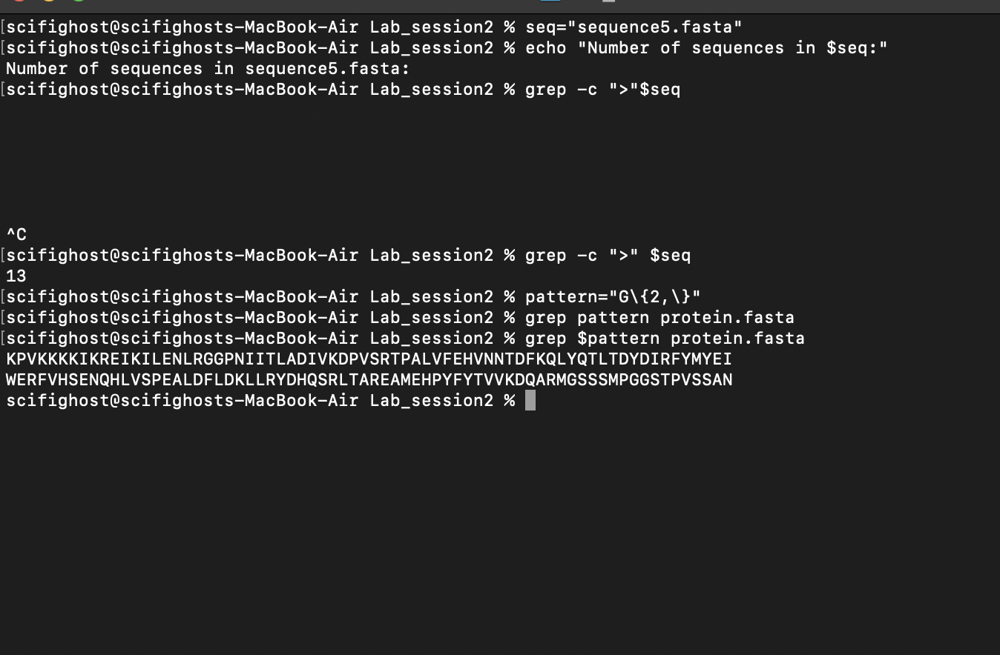 [scifighost@scifighosts-MacBook-Air Lab_session2 % seq="sequence5.fasta"
[scifighost@scifighosts-MacBook-Air Lab_session2 % echo "Number of sequences in $seq:"
Number of sequences in sequence5.fasta:
[scifighost@scifighosts-MacBook-Air Lab_session2 % grep -c ">"$seq
^C
[scifighost@scifighosts-MacBook-Air Lab_session2 % grep -c ">" $seq
13
[scifighost@scifighosts-MacBook-Air Lab_session2 % pattern="G\{2,\}"
[scifighost@scifighosts-MacBook-Air Lab_session2 % grep pattern protein.fasta
[scifighost@scifighosts-MacBook-Air Lab_session2 % grep $pattern protein.fasta
KPVKKKKIKREIKILENLRGGPNIITLADIVKDPVSRTPALVFEHVNNTDFKQLYQTLTDYDIRFYMYEI
WERFVHSENQHLVSPEALDFLDKLLRYDHQSRLTAREAMEHPYFYTVVKDQARMGSSSMPGGSTPVSSAN
scifighost@scifighosts-MacBook-Air Lab_session2 %